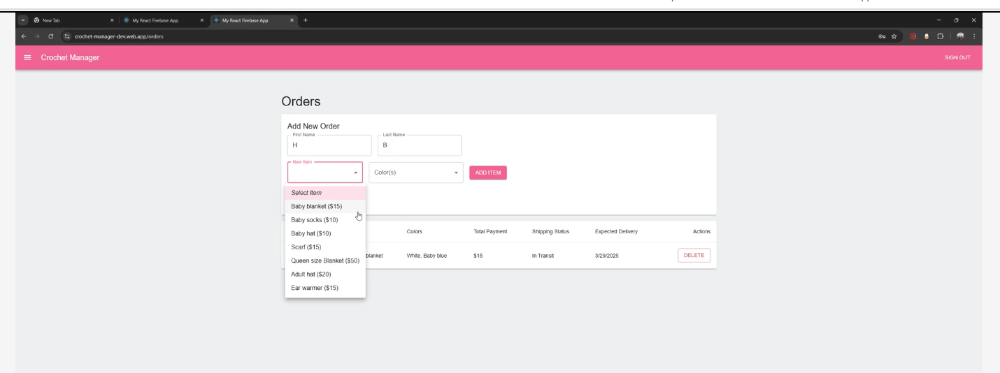 New Tab
My React Firebase App
My React Firebase App
crochet-manager-dev.web.app/orders
Crochet Manager
SIGN OUT
Orders
Add New Order
First Name
Last Name
H
B
New Item
Color(s)
ADD ITEM
Select Item
Baby blanket ($15)
Baby socks ($10)
Baby hat ($10)
Scarf ($15)
Queen size Blanket ($50)
Adult hat ($20)
Ear warmer ($15)
Colors Total Payment Shipping Status Expected Delivery Actions
blanket White, Baby blue $15 In Transit 3/29/2025 DELETE